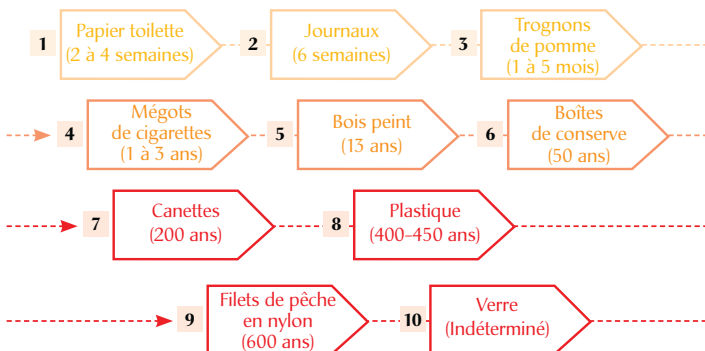 1
Papier toilette
(2 à 4 semaines)
2
Journaux
(6 semaines)
3
Trognons
de pomme
(1 à 5 mois)
4
Mégots
de cigarettes
(1 à 3 ans)
5
Bois peint
(13 ans)
6
Boîtes
de conserve
(50 ans)
7
Canettes
(200 ans)
8
Plastique
(400–450 ans)
9
Filets de pêche
en nylon
(600 ans)
10
Verre
(Indéterminé)